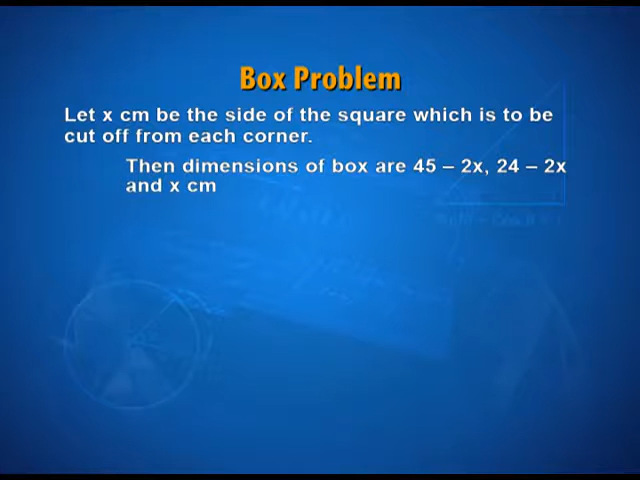 Box Problem
Let x cm be the side of the square which is to be
cut off from each corner.
Then dimensions of box are 45 – 2x, 24 – 2x
and x cm